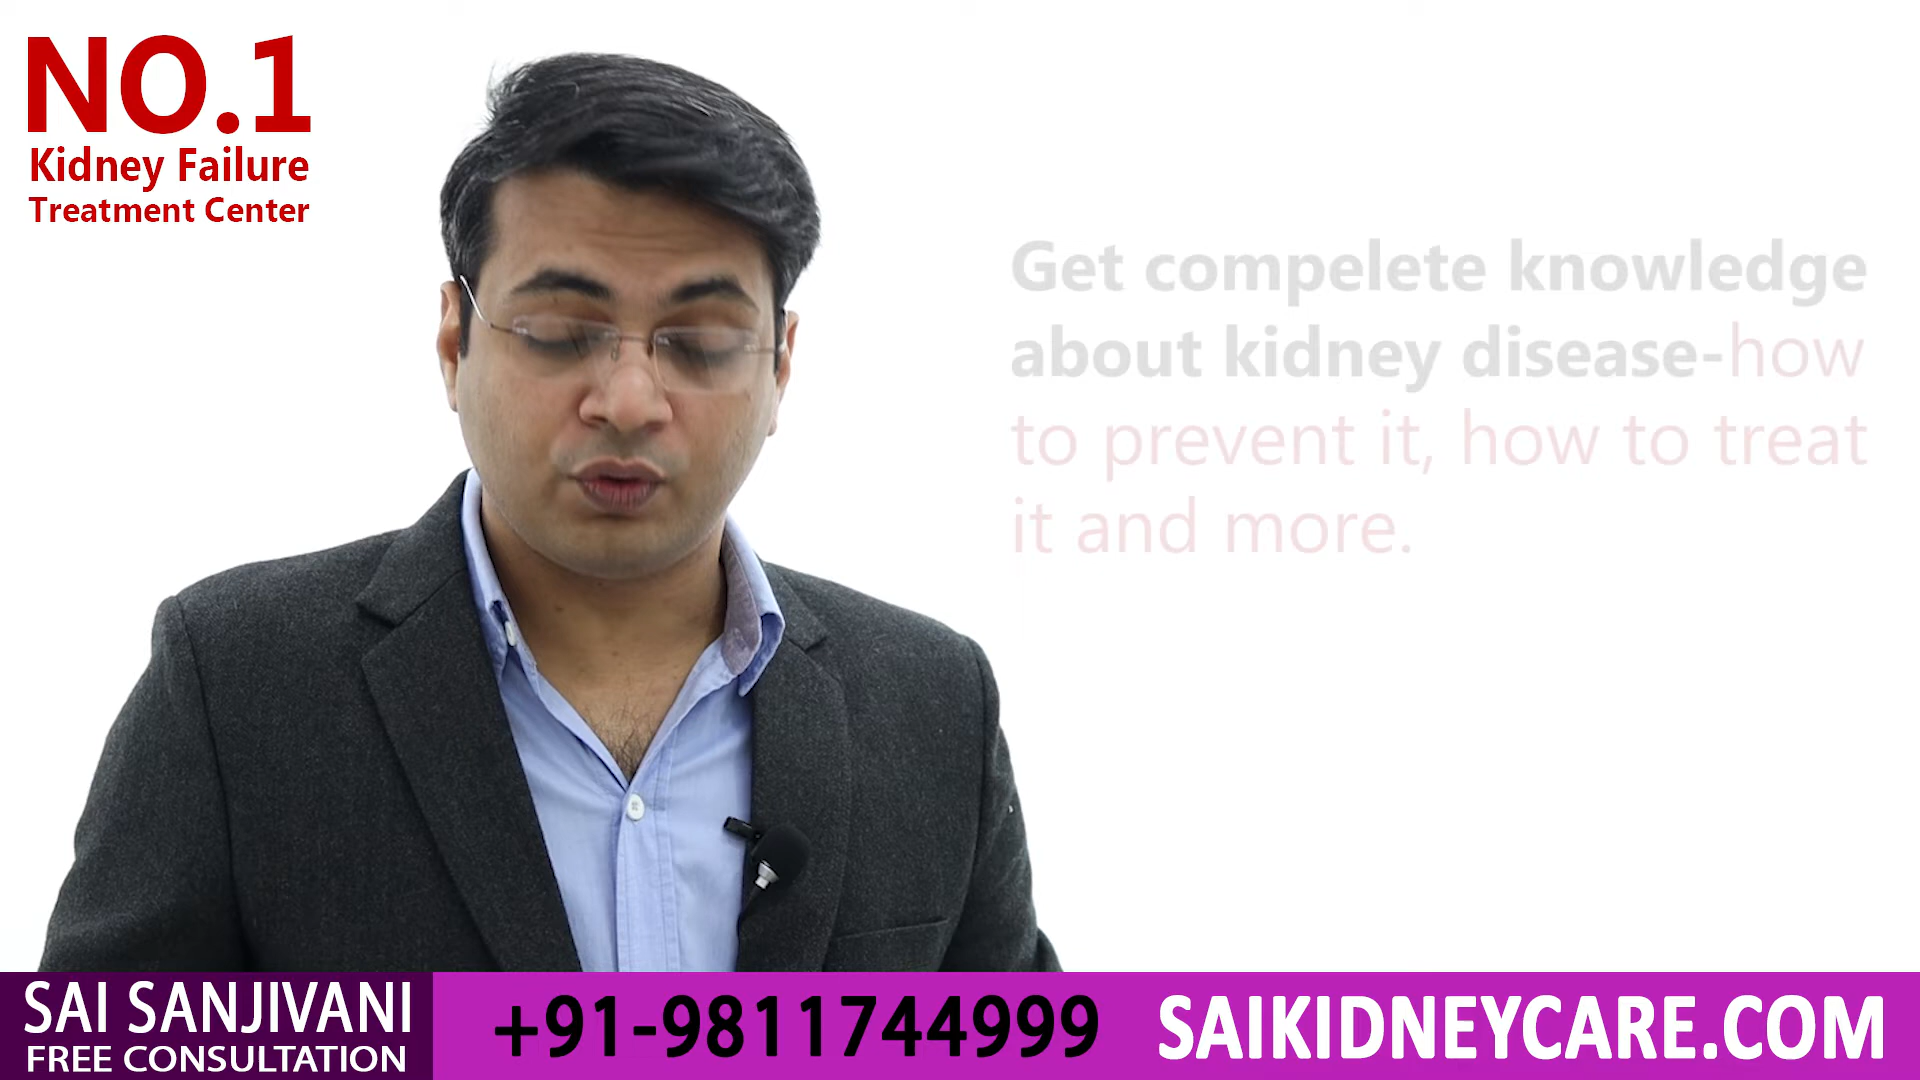 NO.1
Kidney Failure
Treatment Center
Get compelete knowledge
about kidney disease-how
to prevent it, how to treat
it and more.
SAI SANJIVANI
FREE CONSULTATION
+91-9811744999
SAIKIDNEYCARE.COM